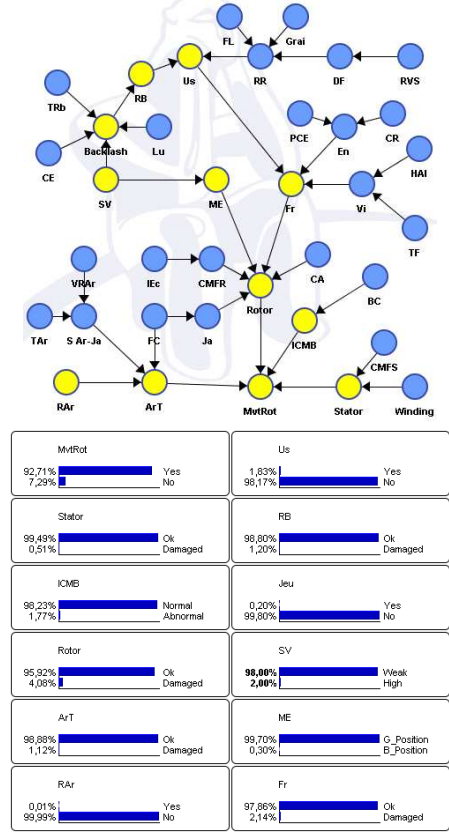 FL Grai
Us RR DF RVS
RB
TRb
PCE CR
Backlash Lu En
HAI
CE
SV ME Fr Vi
TF
VRAr IEc CMFR CA
Rotor BC
TAr S Ar-Ja FC Ja ICMB
CMFS
RAr ArT MvtRot Stator Winding
MvtRot
92,71% Yes
7,29% No
Us
1,83% Yes
98,17% No
Stator
99,49% Ok
0,51% Damaged
RB
98,80% Ok
1,20% Damaged
ICMB
98,23% Normal
1,77% Abnormal
Jeu
0,20% Yes
99,80% No
Rotor
95,92% Ok
4,08% Damaged
SV
98,00% Weak
2,00% High
ArT
98,88% Ok
1,12% Damaged
ME
99,70% G_Position
0,30% B_Position
RAr
0,01% Yes
99,99% No
Fr
97,86% Ok
2,14% Damaged